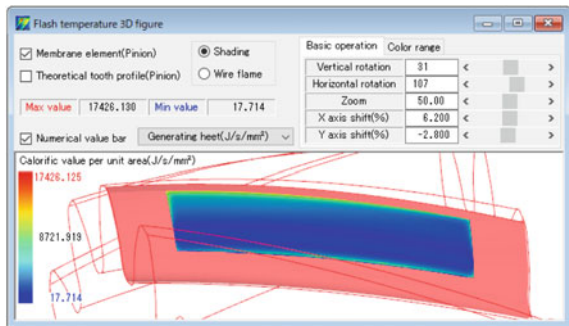 Flash temperature 3D figure
Membrane element(Pinion)
Theoretical tooth profile(Pinion)
Shading
Wire flame
Max value 17426.130 Min value 17.714
Numerical value bar Generating heet(J/s/mm²)
Basic operation Color range
Vertical rotation 31
Horizontal rotation 107
Zoom 50.00
X axis shift(%) 6.200
Y axis shift(%) -2.800
Calorific value per unit area(J/s/mm²)
17426.125
8721.919
17.714